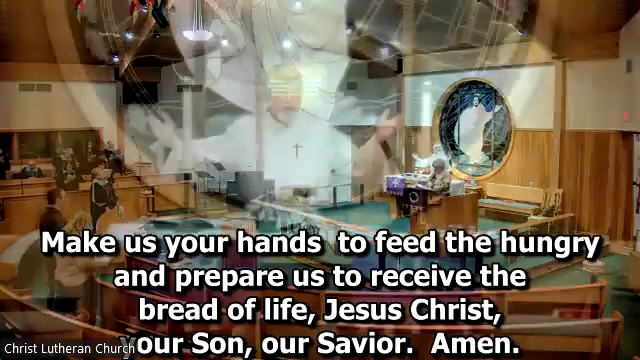 Make us your hands to feed the hungry
and prepare us to receive the
bread of life, Jesus Christ,
your Son, our Savior. Amen.
Christ Lutheran Church